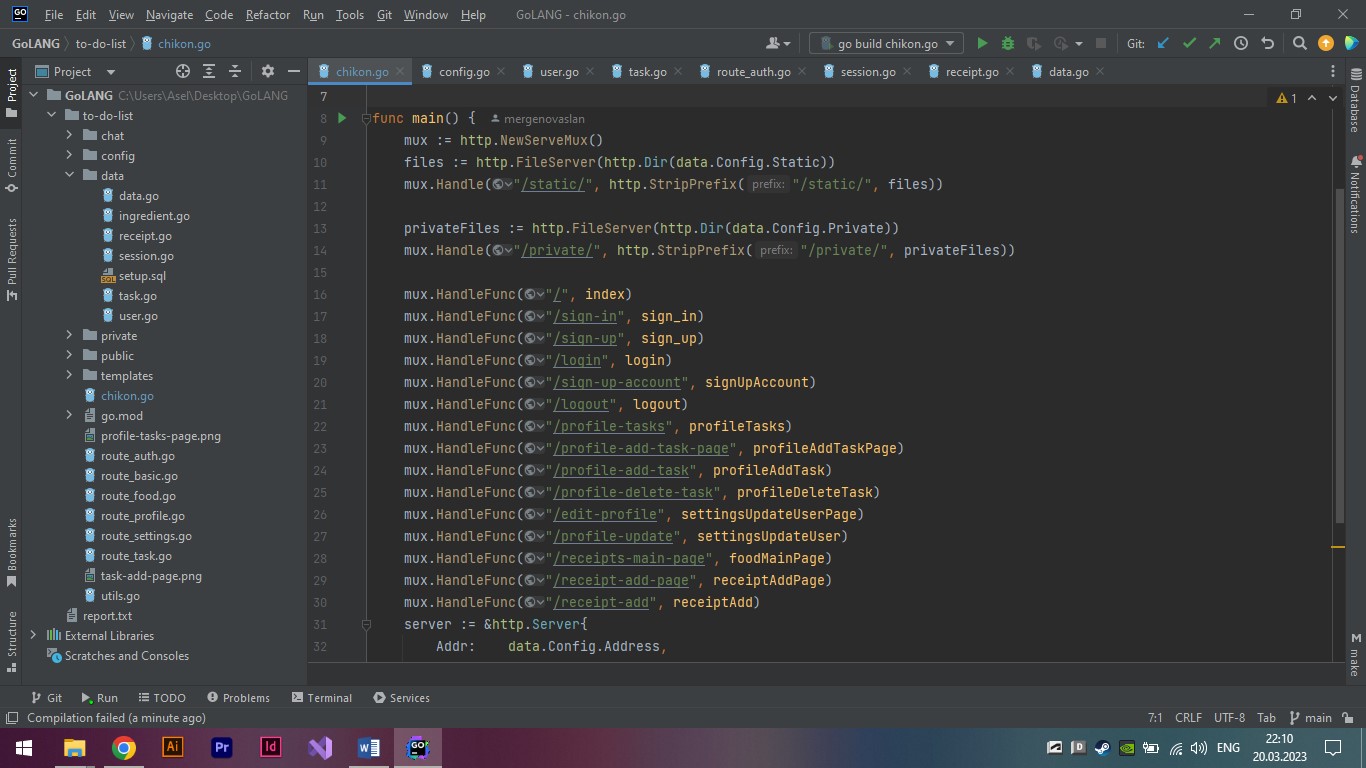 GO File Edit View Navigate Code Refactor Run Tools Git Window Help GoLANG - chikon.go
GoLANG to-do-list chikon.go go build chikon.go Git:
Project chikon.go config.go user.go task.go route_auth.go session.go receipt.go data.go
Project
Commit
Pull Requests
Bookmarks
Structure
GoLANG C:\Users\Asel\Desktop\GoLANG
to-do-list
chat
config
data
data.go
ingredient.go
receipt.go
session.go
setup.sql
task.go
user.go
private
public
templates
chikon.go
go.mod
profile-tasks-page.png
route_auth.go
route_basic.go
route_food.go
route_profile.go
route_settings.go
route_task.go
task-add-page.png
utils.go
report.txt
External Libraries
Scratches and Consoles
7
1
8 func main() { mergenovaslan
9 mux := http.NewServeMux()
10 files := http.FileServer(http.Dir(data.Config.Static))
11 mux.Handle("/static/", http.StripPrefix( prefix: "/static/", files))
12
13 privateFiles := http.FileServer(http.Dir(data.Config.Private))
14 mux.Handle("/private/", http.StripPrefix( prefix: "/private/", privateFiles))
15
16 mux.HandleFunc("/", index)
17 mux.HandleFunc("/sign-in", sign_in)
18 mux.HandleFunc("/sign-up", sign_up)
19 mux.HandleFunc("/login", login)
20 mux.HandleFunc("/sign-up-account", signUpAccount)
21 mux.HandleFunc("/logout", logout)
22 mux.HandleFunc("/profile-tasks", profileTasks)
23 mux.HandleFunc("/profile-add-task-page", profileAddTaskPage)
24 mux.HandleFunc("/profile-add-task", profileAddTask)
25 mux.HandleFunc("/profile-delete-task", profileDeleteTask)
26 mux.HandleFunc("/edit-profile", settingsUpdateUserPage)
27 mux.HandleFunc("/profile-update", settingsUpdateUser)
28 mux.HandleFunc("/receipts-main-page", foodMainPage)
29 mux.HandleFunc("/receipt-add-page", receiptAddPage)
30 mux.HandleFunc("/receipt-add", receiptAdd)
31 server := &http.Server{
32 Addr: data.Config.Address,
Database
Notifications
M make
Git Run TODO Problems Terminal Services
Compilation failed (a minute ago) 7:1 CRLF UTF-8 Tab main
Ai Pr Id W GO D ENG 22:10
20.03.2023